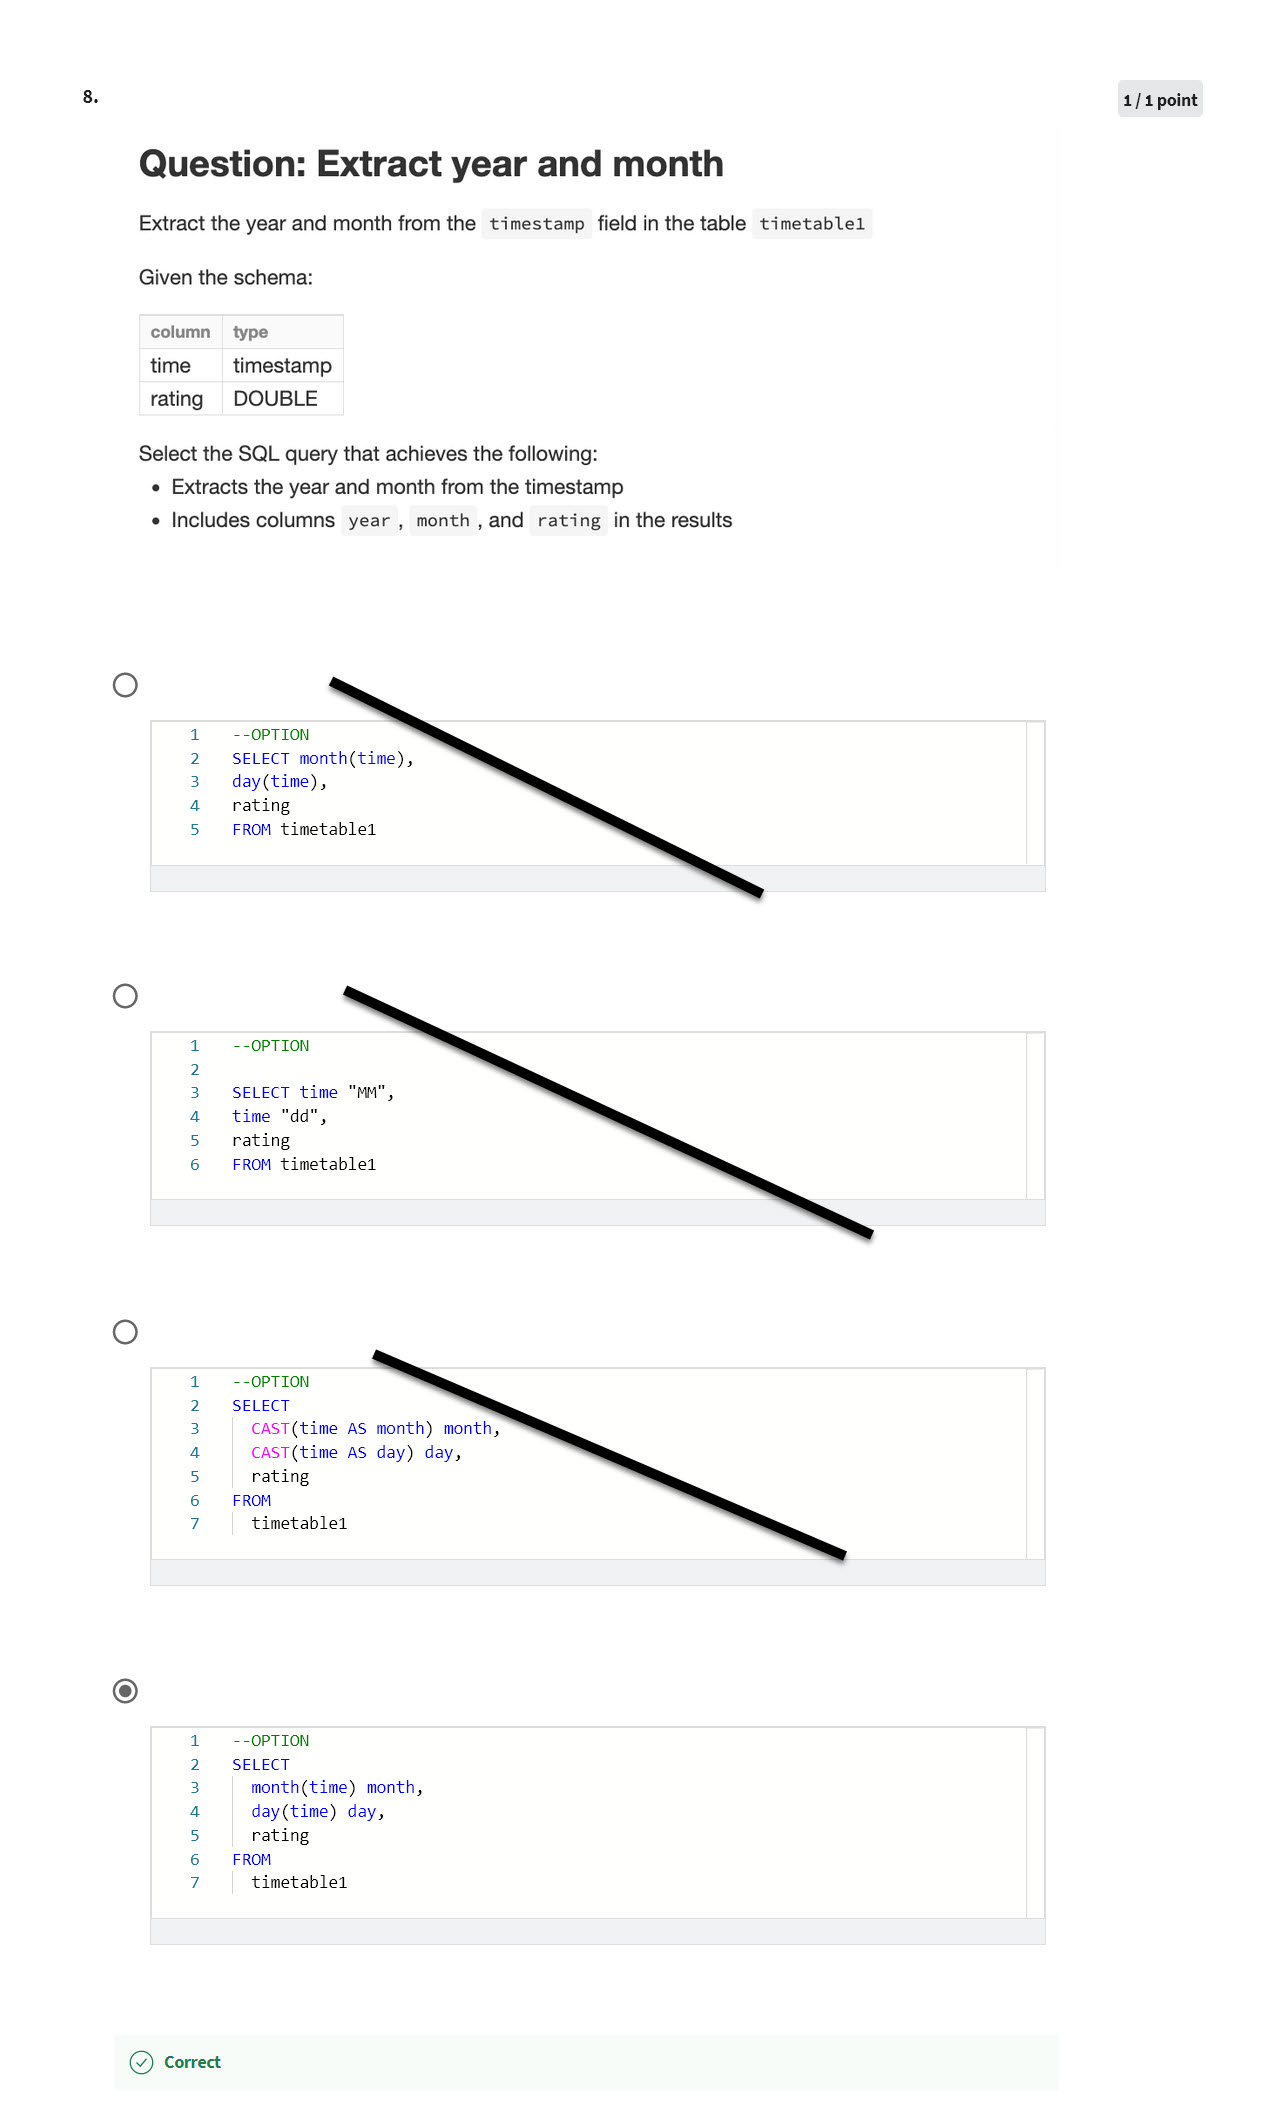 8.
1 / 1 point
Question: Extract year and month
Extract the year and month from the timestamp field in the table timetable1
Given the schema:
column type
time timestamp
rating DOUBLE
Select the SQL query that achieves the following:
• Extracts the year and month from the timestamp
• Includes columns year , month , and rating in the results
1 --OPTION
2 SELECT month(time),
3 day(time),
4 rating
5 FROM timetable1
1 --OPTION
2
3 SELECT time "MM",
4 time "dd",
5 rating
6 FROM timetable1
1 --OPTION
2 SELECT
3 CAST(time AS month) month,
4 CAST(time AS day) day,
5 rating
6 FROM
7 timetable1
1 --OPTION
2 SELECT
3 month(time) month,
4 day(time) day,
5 rating
6 FROM
7 timetable1
Correct